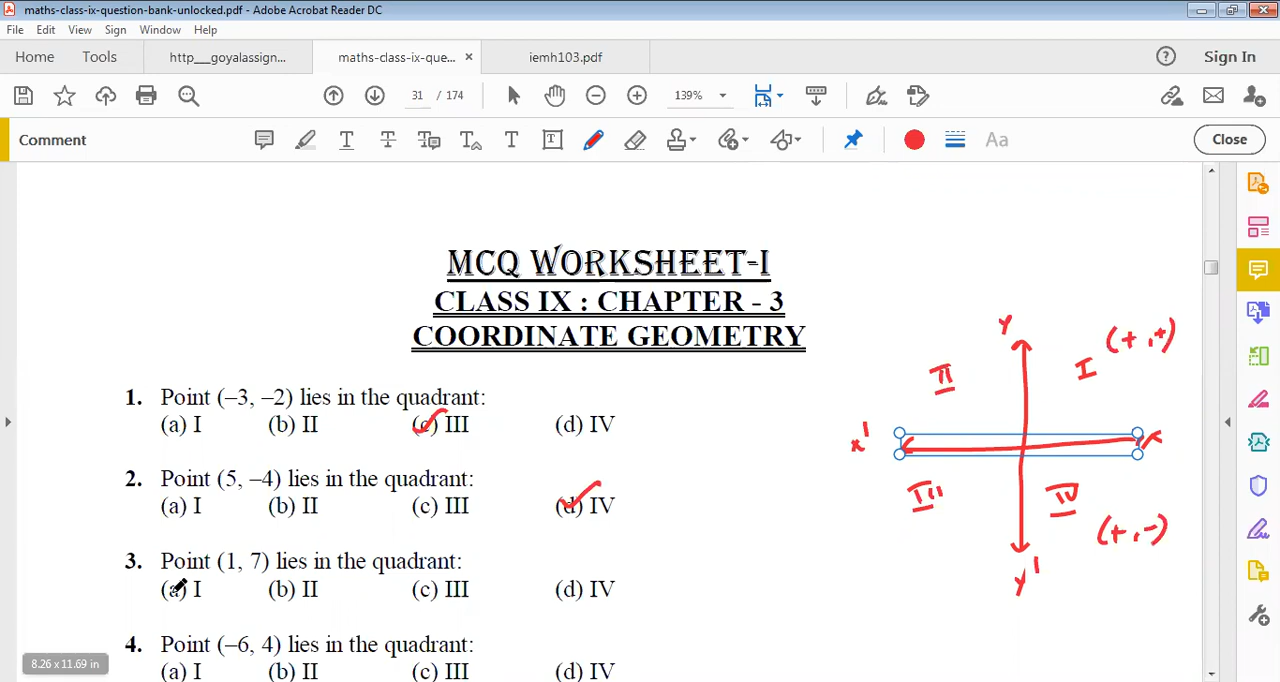 maths-class-ix-question-bank-unlocked.pdf - Adobe Acrobat Reader DC
File Edit View Sign Window Help
Home Tools http___goyalassign... maths-class-ix-que... × iemh103.pdf Sign In
31 / 174 139%
Comment T T T Aa Close
MCQ WORKSHEET-I
CLASS IX : CHAPTER - 3
COORDINATE GEOMETRY
1. Point (–3, –2) lies in the quadrant:
(a) I (b) II (c) III (d) IV
2. Point (5, –4) lies in the quadrant:
(a) I (b) II (c) III (d) IV
3. Point (1, 7) lies in the quadrant:
(a) I (b) II (c) III (d) IV
4. Point (–6, 4) lies in the quadrant:
(a) I (b) II (c) III (d) IV
Y
(+,+)
II I
x' x
III IV
(+,-)
Y'
8.26 x 11.69 in